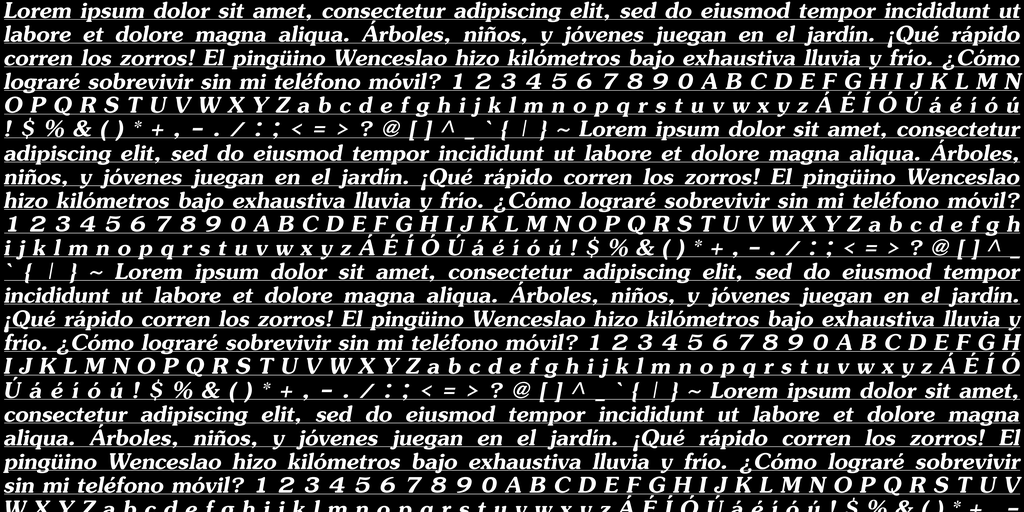 Lorem ipsum dolor sit amet, consectetur adipiscing elit, sed do eiusmod tempor incididunt ut
labore et dolore magna aliqua. Árboles, niños, y jóvenes juegan en el jardín. ¡Qué rápido
corren los zorros! El pingüino Wenceslao hizo kilómetros bajo exhaustiva lluvia y frío. ¿Cómo
lograré sobrevivir sin mi teléfono móvil? 1 2 3 4 5 6 7 8 9 0 A B C D E F G H I J K L M N
O P Q R S T U V W X Y Z a b c d e f g h i j k l m n o p q r s t u v w x y z Á É Í Ó Ú á é í ó ú
! $ % & ( ) * + , - . / : ; < = > ? @ [ ] ^ _ ` { | } ~ Lorem ipsum dolor sit amet, consectetur
adipiscing elit, sed do eiusmod tempor incididunt ut labore et dolore magna aliqua. Árboles,
niños, y jóvenes juegan en el jardín. ¡Qué rápido corren los zorros! El pingüino Wenceslao
hizo kilómetros bajo exhaustiva lluvia y frío. ¿Cómo lograré sobrevivir sin mi teléfono móvil?
1 2 3 4 5 6 7 8 9 0 A B C D E F G H I J K L M N O P Q R S T U V W X Y Z a b c d e f g h
i j k l m n o p q r s t u v w x y z Á É Í Ó Ú á é í ó ú ! $ % & ( ) * + , - . / : ; < = > ? @ [ ] ^ _
` { | } ~ Lorem ipsum dolor sit amet, consectetur adipiscing elit, sed do eiusmod tempor
incididunt ut labore et dolore magna aliqua. Árboles, niños, y jóvenes juegan en el jardín.
¡Qué rápido corren los zorros! El pingüino Wenceslao hizo kilómetros bajo exhaustiva lluvia y
frío. ¿Cómo lograré sobrevivir sin mi teléfono móvil? 1 2 3 4 5 6 7 8 9 0 A B C D E F G H
I J K L M N O P Q R S T U V W X Y Z a b c d e f g h i j k l m n o p q r s t u v w x y z Á É Í Ó
Ú á é í ó ú ! $ % & ( ) * + , - . / : ; < = > ? @ [ ] ^ _ ` { | } ~ Lorem ipsum dolor sit amet,
consectetur adipiscing elit, sed do eiusmod tempor incididunt ut labore et dolore magna
aliqua. Árboles, niños, y jóvenes juegan en el jardín. ¡Qué rápido corren los zorros! El
pingüino Wenceslao hizo kilómetros bajo exhaustiva lluvia y frío. ¿Cómo lograré sobrevivir
sin mi teléfono móvil? 1 2 3 4 5 6 7 8 9 0 A B C D E F G H I J K L M N O P Q R S T U V
W X Y Z a b c d e f g h i j k l m n o p q r s t u v w x y z Á É Í Ó Ú á é í ó ú ! $ % & ( ) * + , -